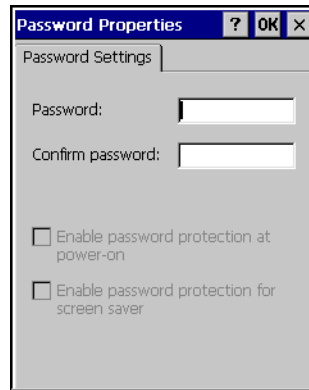 Password Properties ? OK ×
Password Settings
Password:
Confirm password:
Enable password protection at
power-on
Enable password protection for
screen saver